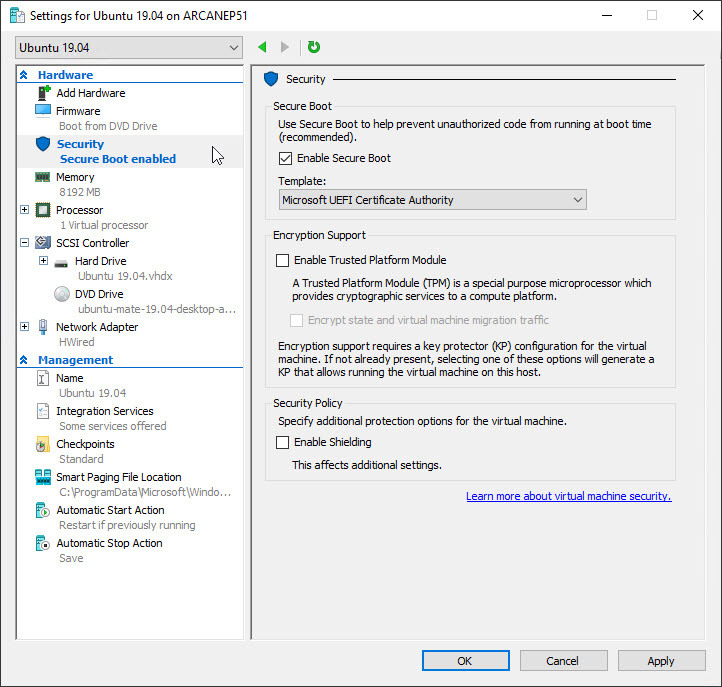 Settings for Ubuntu 19.04 on ARCANEP51
Ubuntu 19.04
Hardware
Add Hardware
Firmware
Boot from DVD Drive
Security
Secure Boot enabled
Memory
8192 MB
Processor
1 Virtual processor
SCSI Controller
Hard Drive
Ubuntu 19.04.vhdx
DVD Drive
ubuntu-mate-19.04-desktop-a...
Network Adapter
HWired
Management
Name
Ubuntu 19.04
Integration Services
Some services offered
Checkpoints
Standard
Smart Paging File Location
C:\ProgramData\Microsoft\Windo...
Automatic Start Action
Restart if previously running
Automatic Stop Action
Save
Security
Secure Boot
Use Secure Boot to help prevent unauthorized code from running at boot time
(recommended).
Enable Secure Boot
Template:
Microsoft UEFI Certificate Authority
Encryption Support
Enable Trusted Platform Module
A Trusted Platform Module (TPM) is a special purpose microprocessor which
provides cryptographic services to a compute platform.
Encrypt state and virtual machine migration traffic
Encryption support requires a key protector (KP) configuration for the virtual
machine. If not already present, selecting one of these options will generate a
KP that allows running the virtual machine on this host.
Security Policy
Specify additional protection options for the virtual machine.
Enable Shielding
This affects additional settings.
Learn more about virtual machine security.
OK
Cancel
Apply